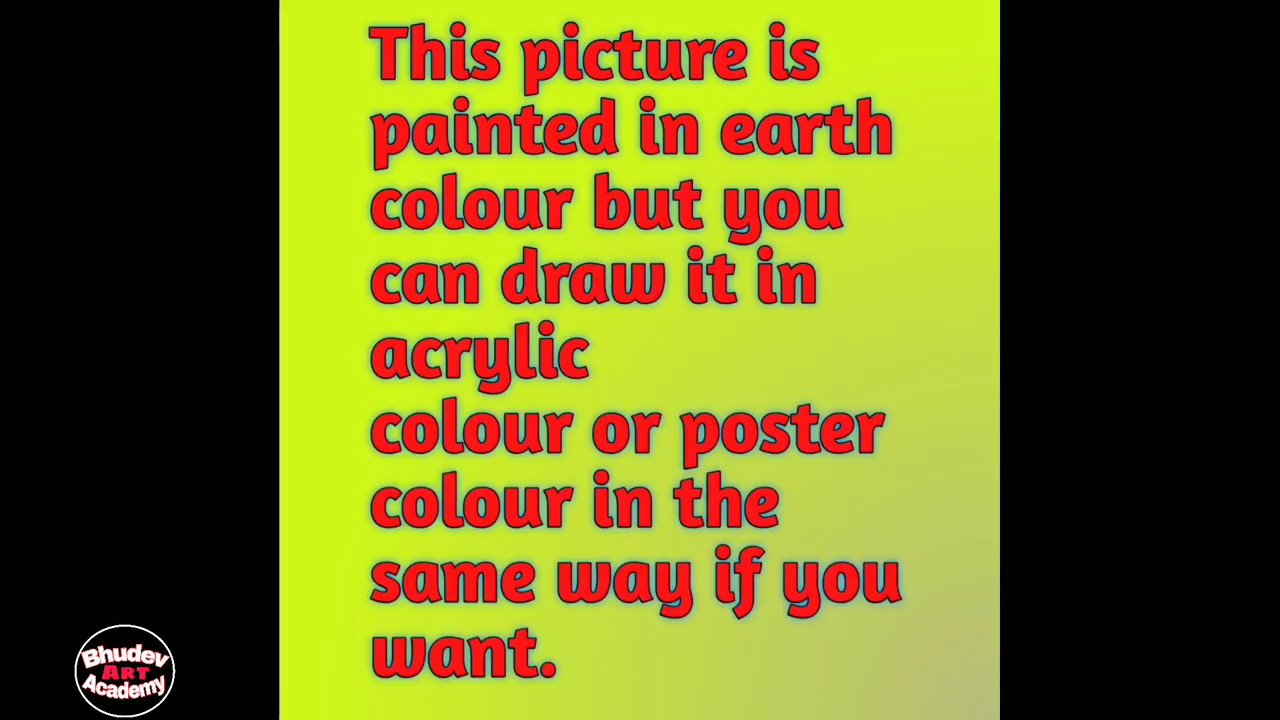 This picture is
painted in earth
colour but you
can draw it in
acrylic
colour or poster
colour in the
same way if you
want.
Bhudev
ART
Academy